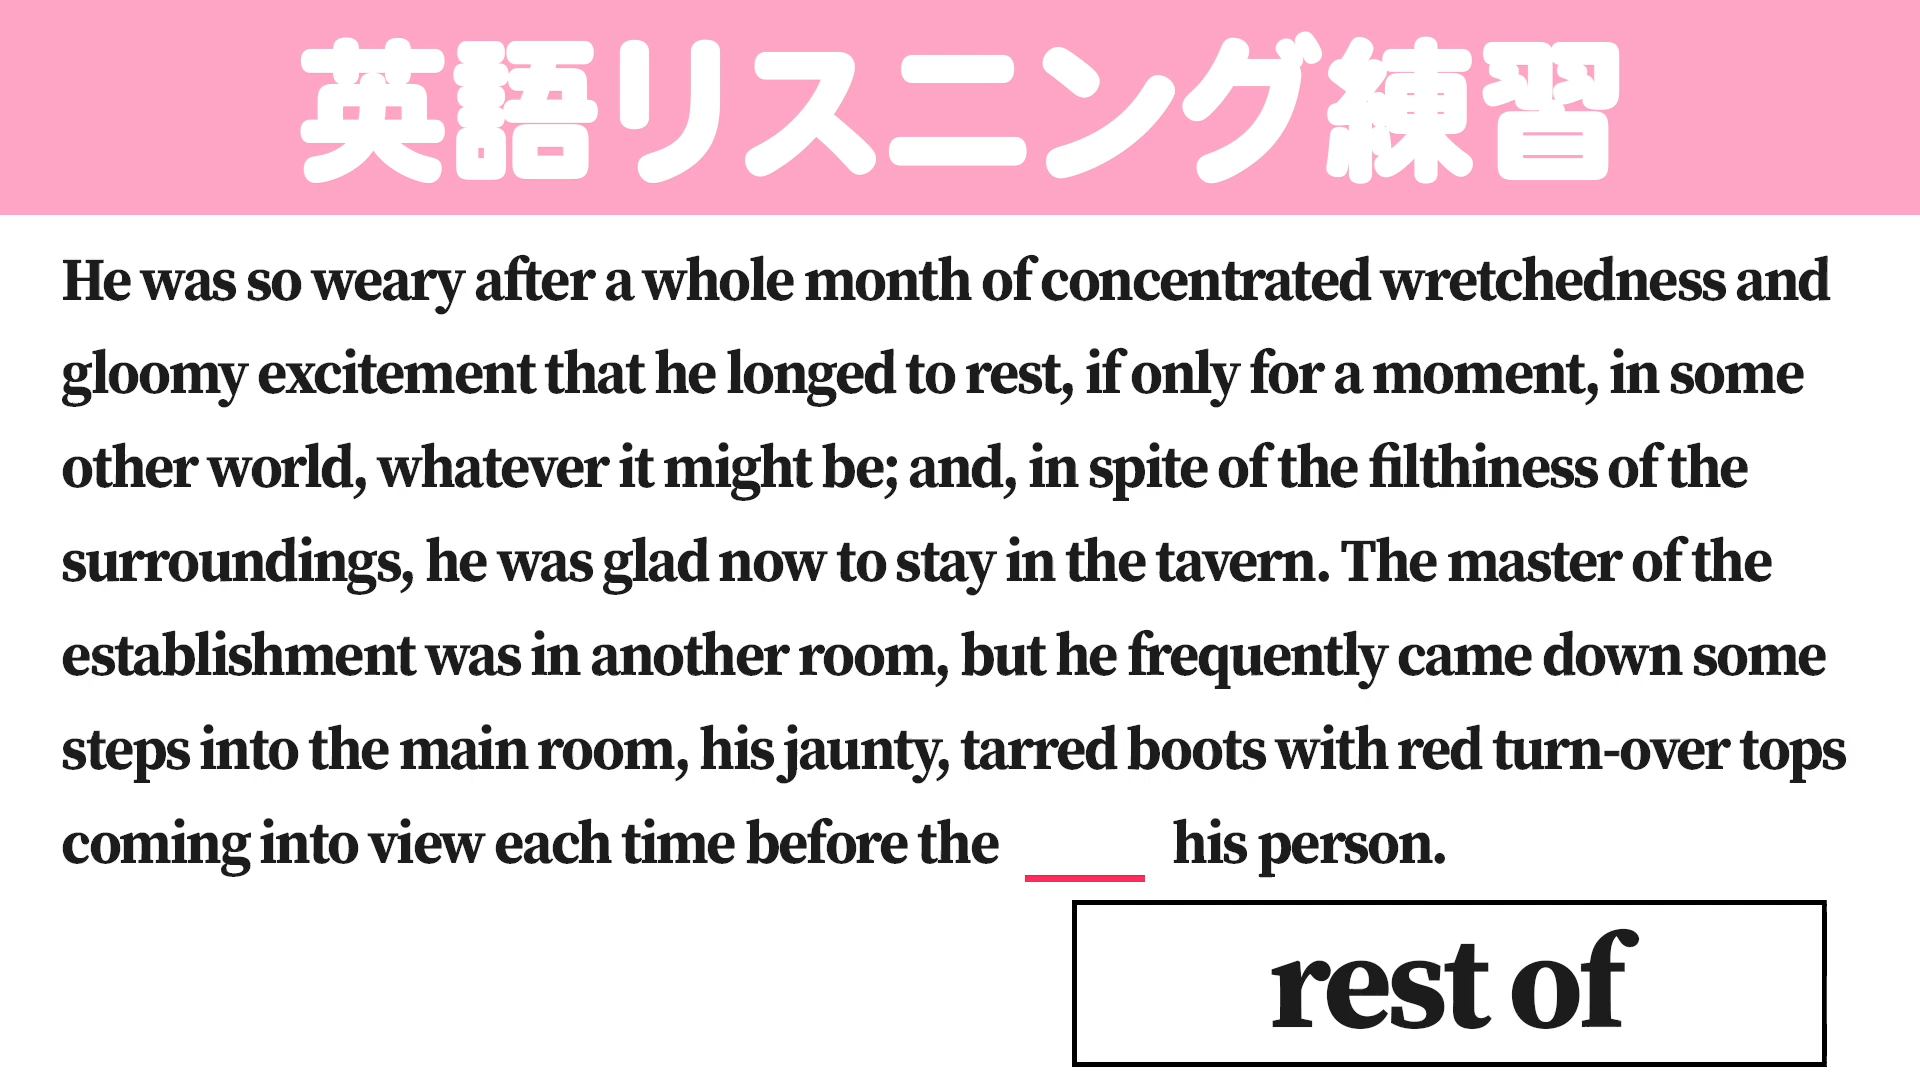 英語リスニング練習
He was so weary after a whole month of concentrated wretchedness and
gloomy excitement that he longed to rest, if only for a moment, in some
other world, whatever it might be; and, in spite of the filthiness of the
surroundings, he was glad now to stay in the tavern. The master of the
establishment was in another room, but he frequently came down some
steps into the main room, his jaunty, tarred boots with red turn-over tops
coming into view each time before the ____ his person.
rest of